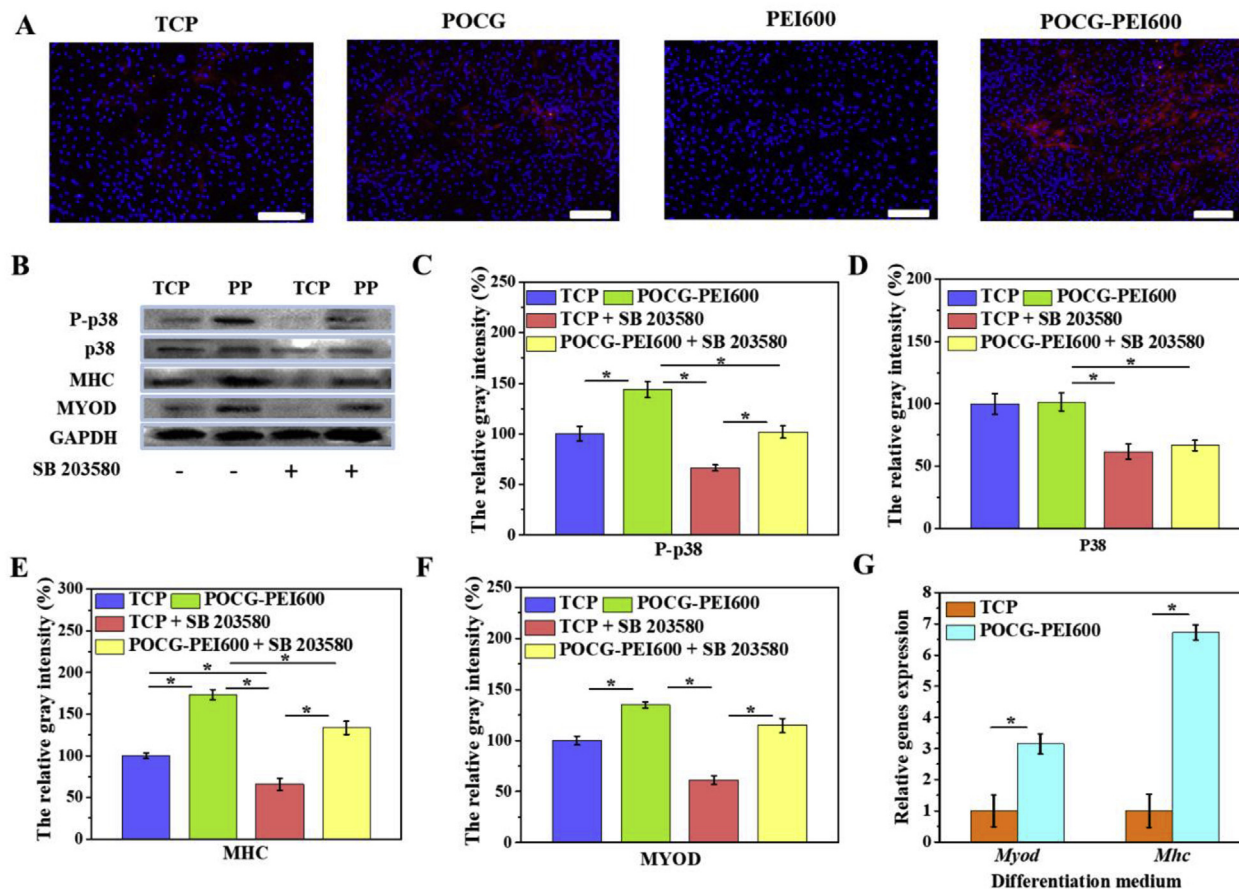 A
TCP
POCG
PEI600
POCG-PEI600
B
TCP PP TCP PP
P-p38
p38
MHC
MYOD
GAPDH
SB 203580 - - + +
C
The relative gray intensity (%)
250
200
150
100
50
0
TCP POCG-PEI600
TCP + SB 203580
POCG-PEI600 + SB 203580
* * * *
P-p38
D
The relative gray intensity (%)
200
150
100
50
0
TCP POCG-PEI600
TCP + SB 203580
POCG-PEI600 + SB 203580
* *
P38
E
The relative gray intensity (%)
300
250
200
175
150
100
50
0
TCP POCG-PEI600
TCP + SB 203580
POCG-PEI600 + SB 203580
* * * * *
MHC
F
The relative gray intensity (%)
250
200
150
100
50
0
TCP POCG-PEI600
TCP + SB 203580
POCG-PEI600 + SB 203580
* * *
MYOD
G
Relative genes expression
8
7
6
5
4
3
2
1
0
TCP
POCG-PEI600
* *
Myod Mhc
Differentiation medium